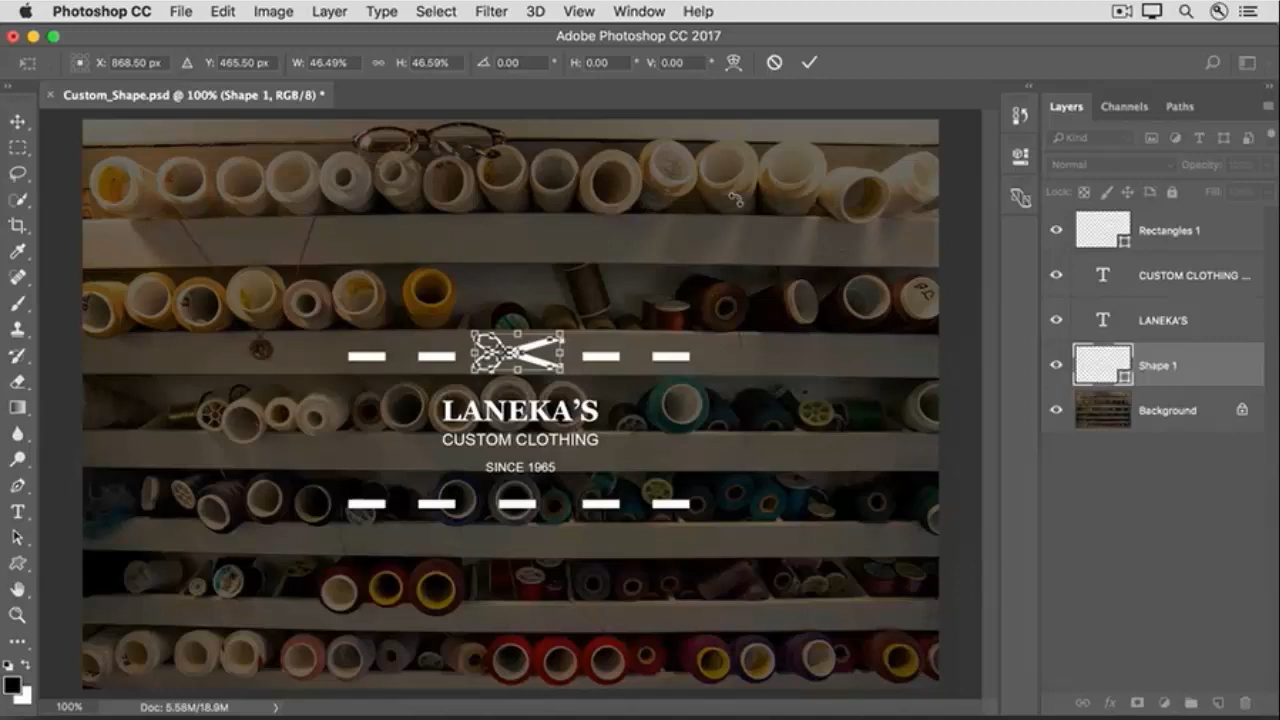 Photoshop CC File Edit Image Layer Type Select Filter 3D View Window Help
Adobe Photoshop CC 2017
X: 868.50 px Y: 465.50 px W: 46.49% H: 46.59% 0.00 ° H: 0.00 ° V: 0.00 °
× Custom_Shape.psd @ 100% (Shape 1, RGB/8) *
LANEKA'S
CUSTOM CLOTHING
SINCE 1965
Layers Channels Paths
Kind
Normal Opacity:
Lock: Fill:
Rectangles 1
T CUSTOM CLOTHING ...
T LANEKA'S
Shape 1
Background
100% Doc: 5.58M/18.9M